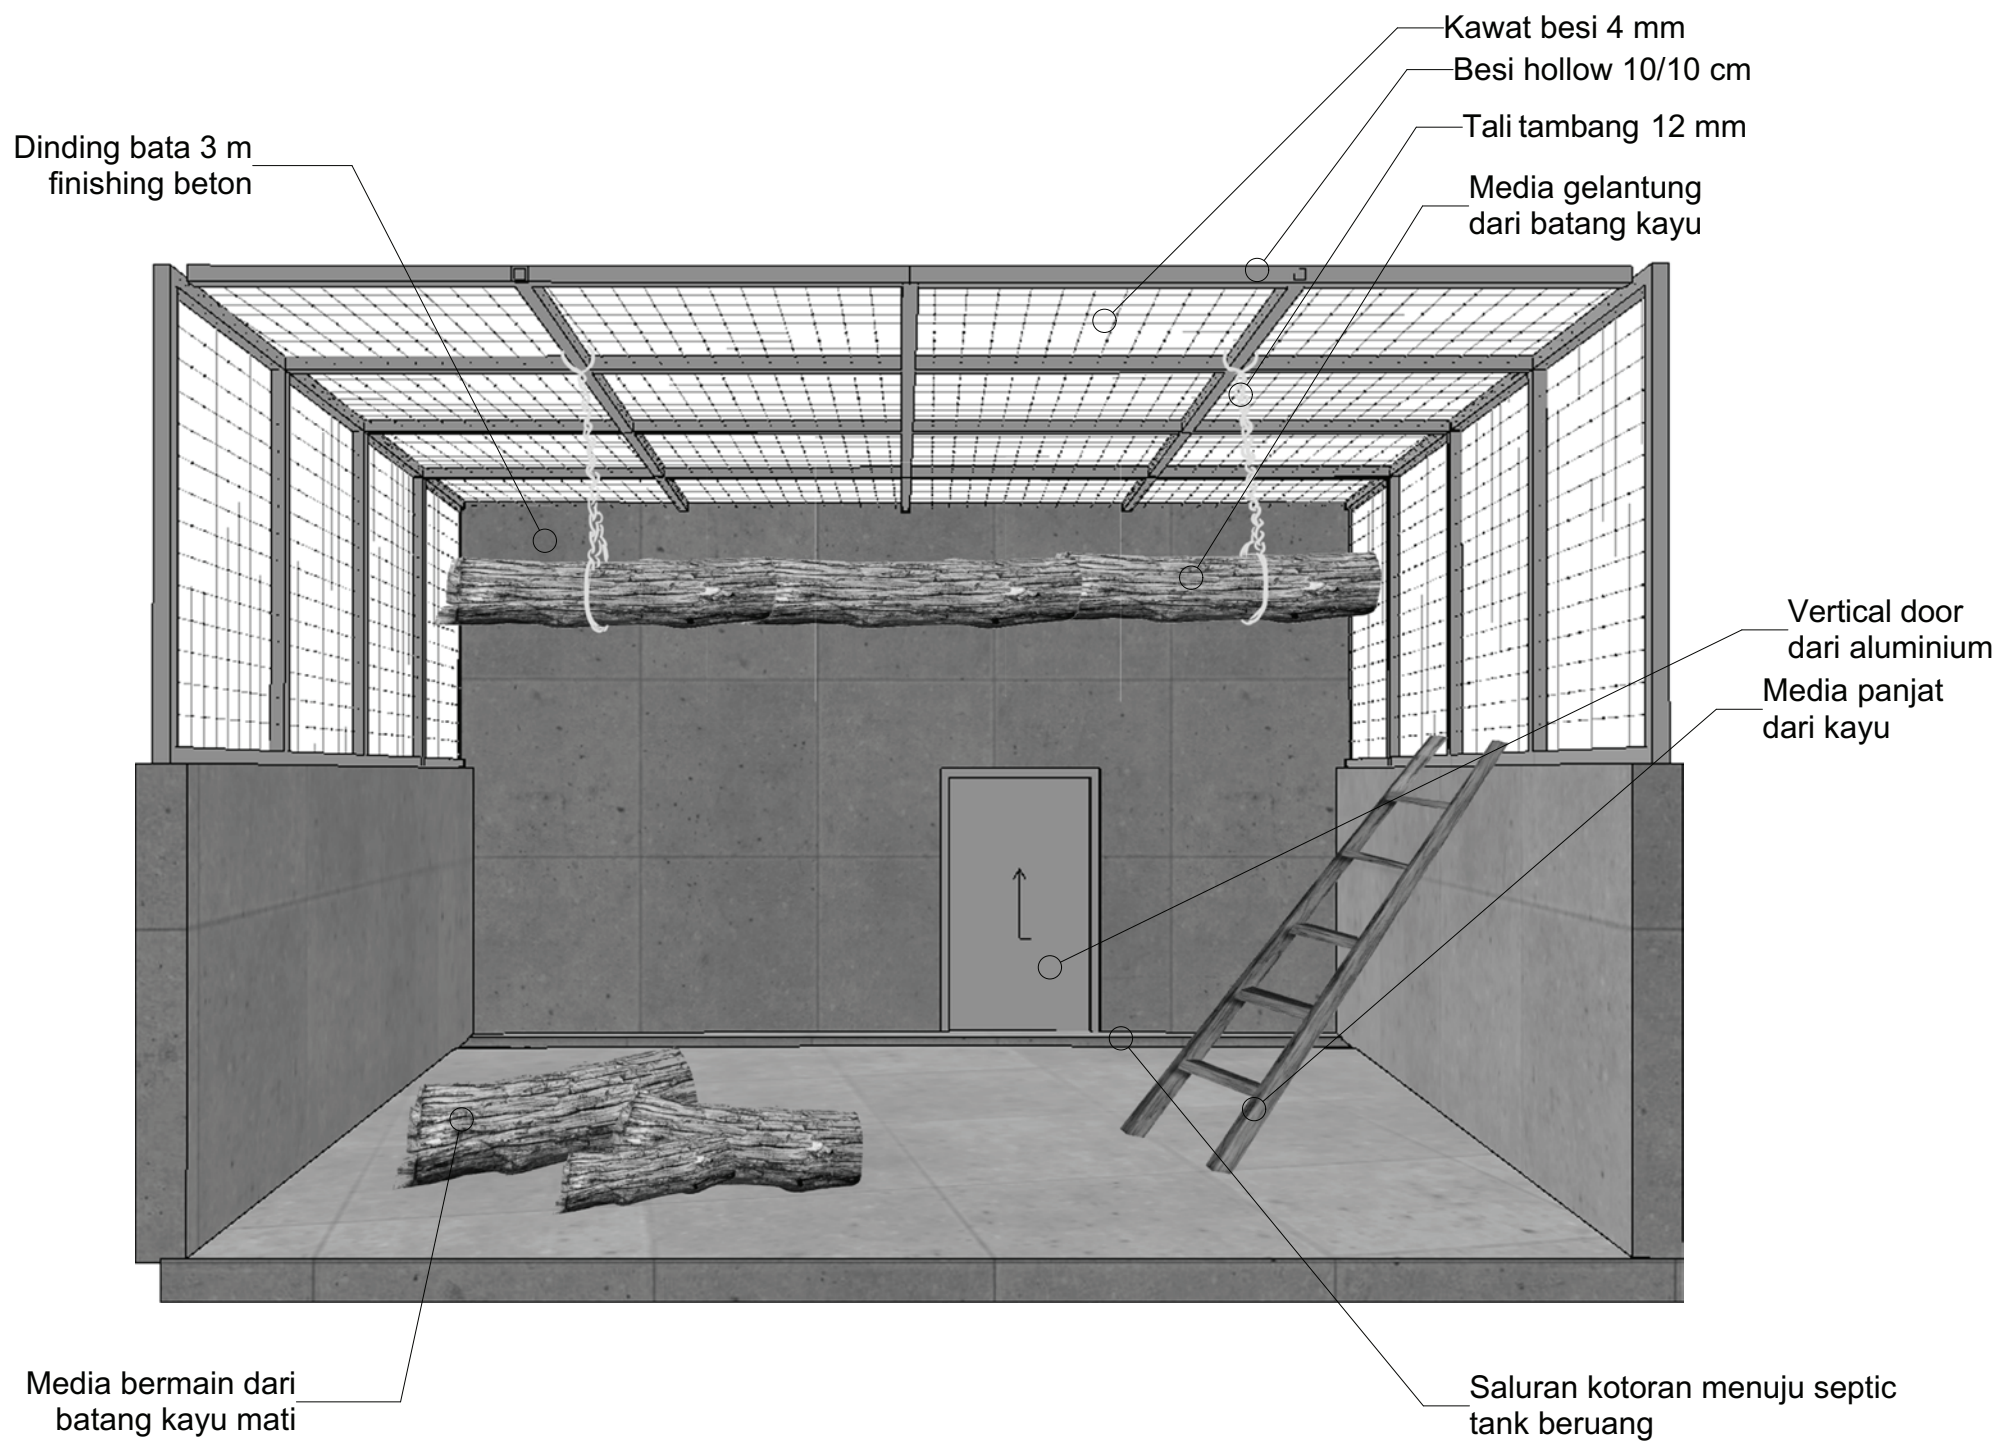 Kawat besi 4 mm
Besi hollow 10/10 cm
Tali tambang 12 mm
Dinding bata 3 m
finishing beton
Media gelantung
dari batang kayu
Vertical door
dari aluminium
Media panjat
dari kayu
Media bermain dari
batang kayu mati
Saluran kotoran menuju septic
tank beruang